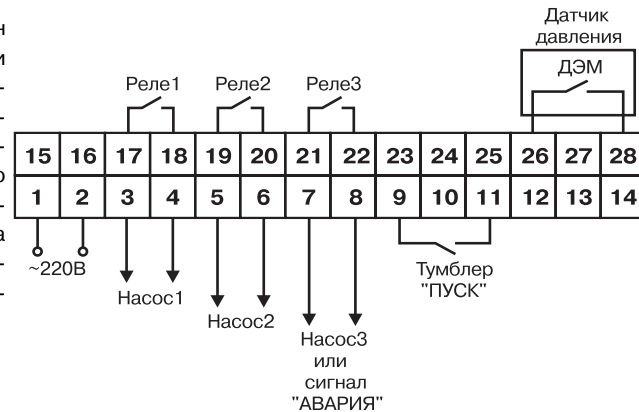 Датчик
давления
ДЭМ
Реле1 Реле2 Реле3
15 16 17 18 19 20 21 22 23 24 25 26 27 28
1 2 3 4 5 6 7 8 9 10 11 12 13 14
~220В
Насос1
Насос2
Насос3
или
сигнал
"АВАРИЯ"
Тумблер
"ПУСК"